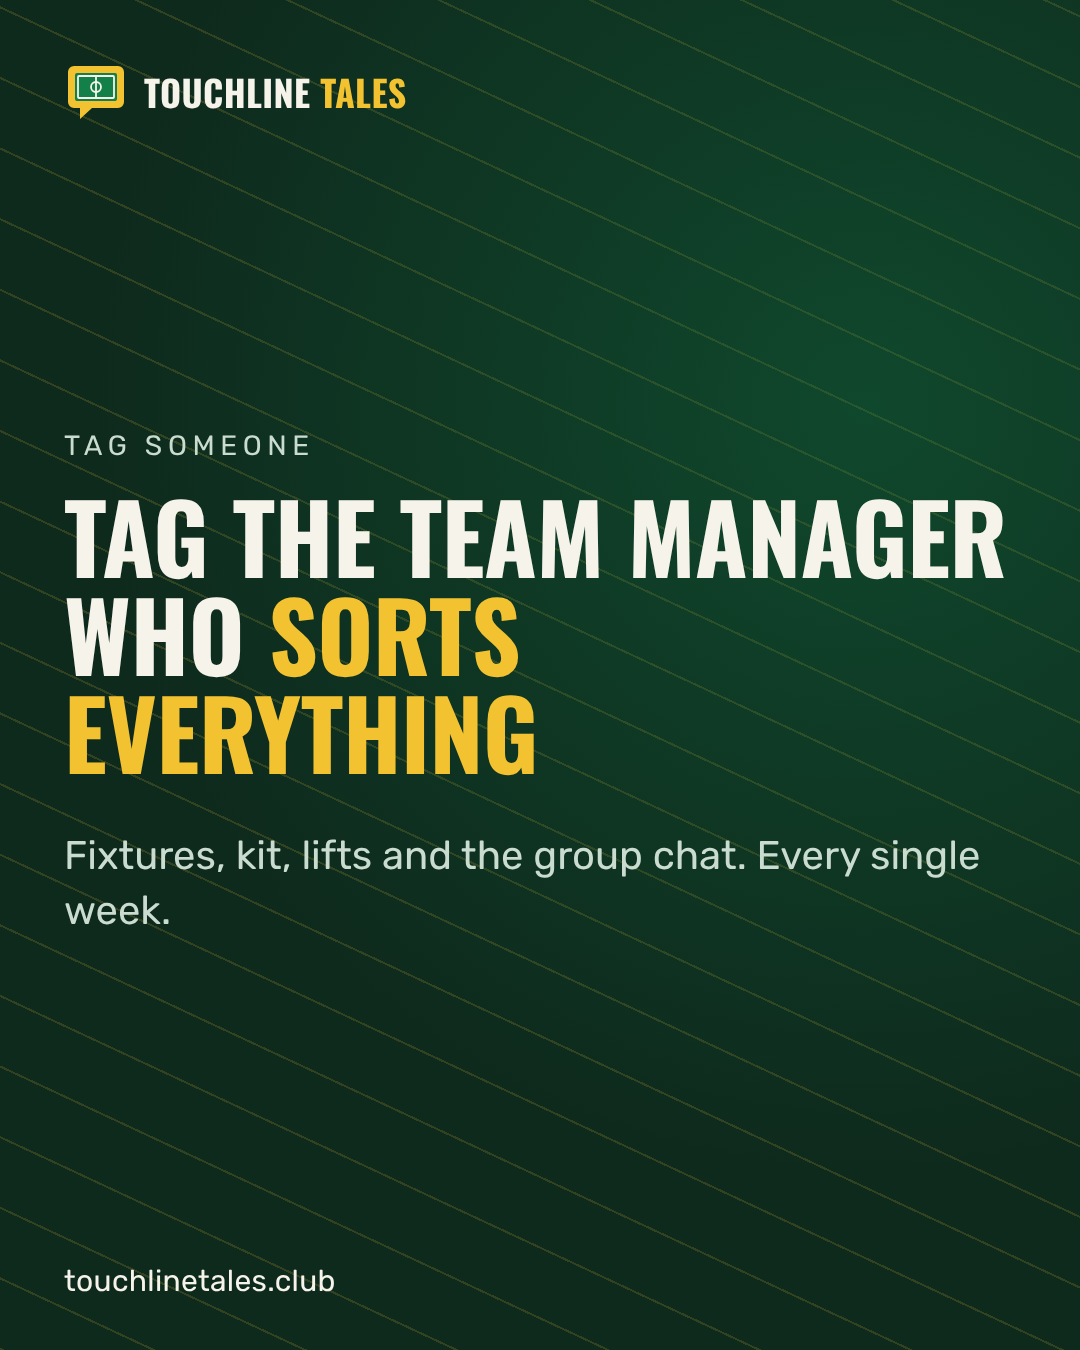 TOUCHLINE TALES
TAG SOMEONE
TAG THE TEAM MANAGER
WHO SORTS
EVERYTHING
Fixtures, kit, lifts and the group chat. Every single
week.
touchlinetales.club